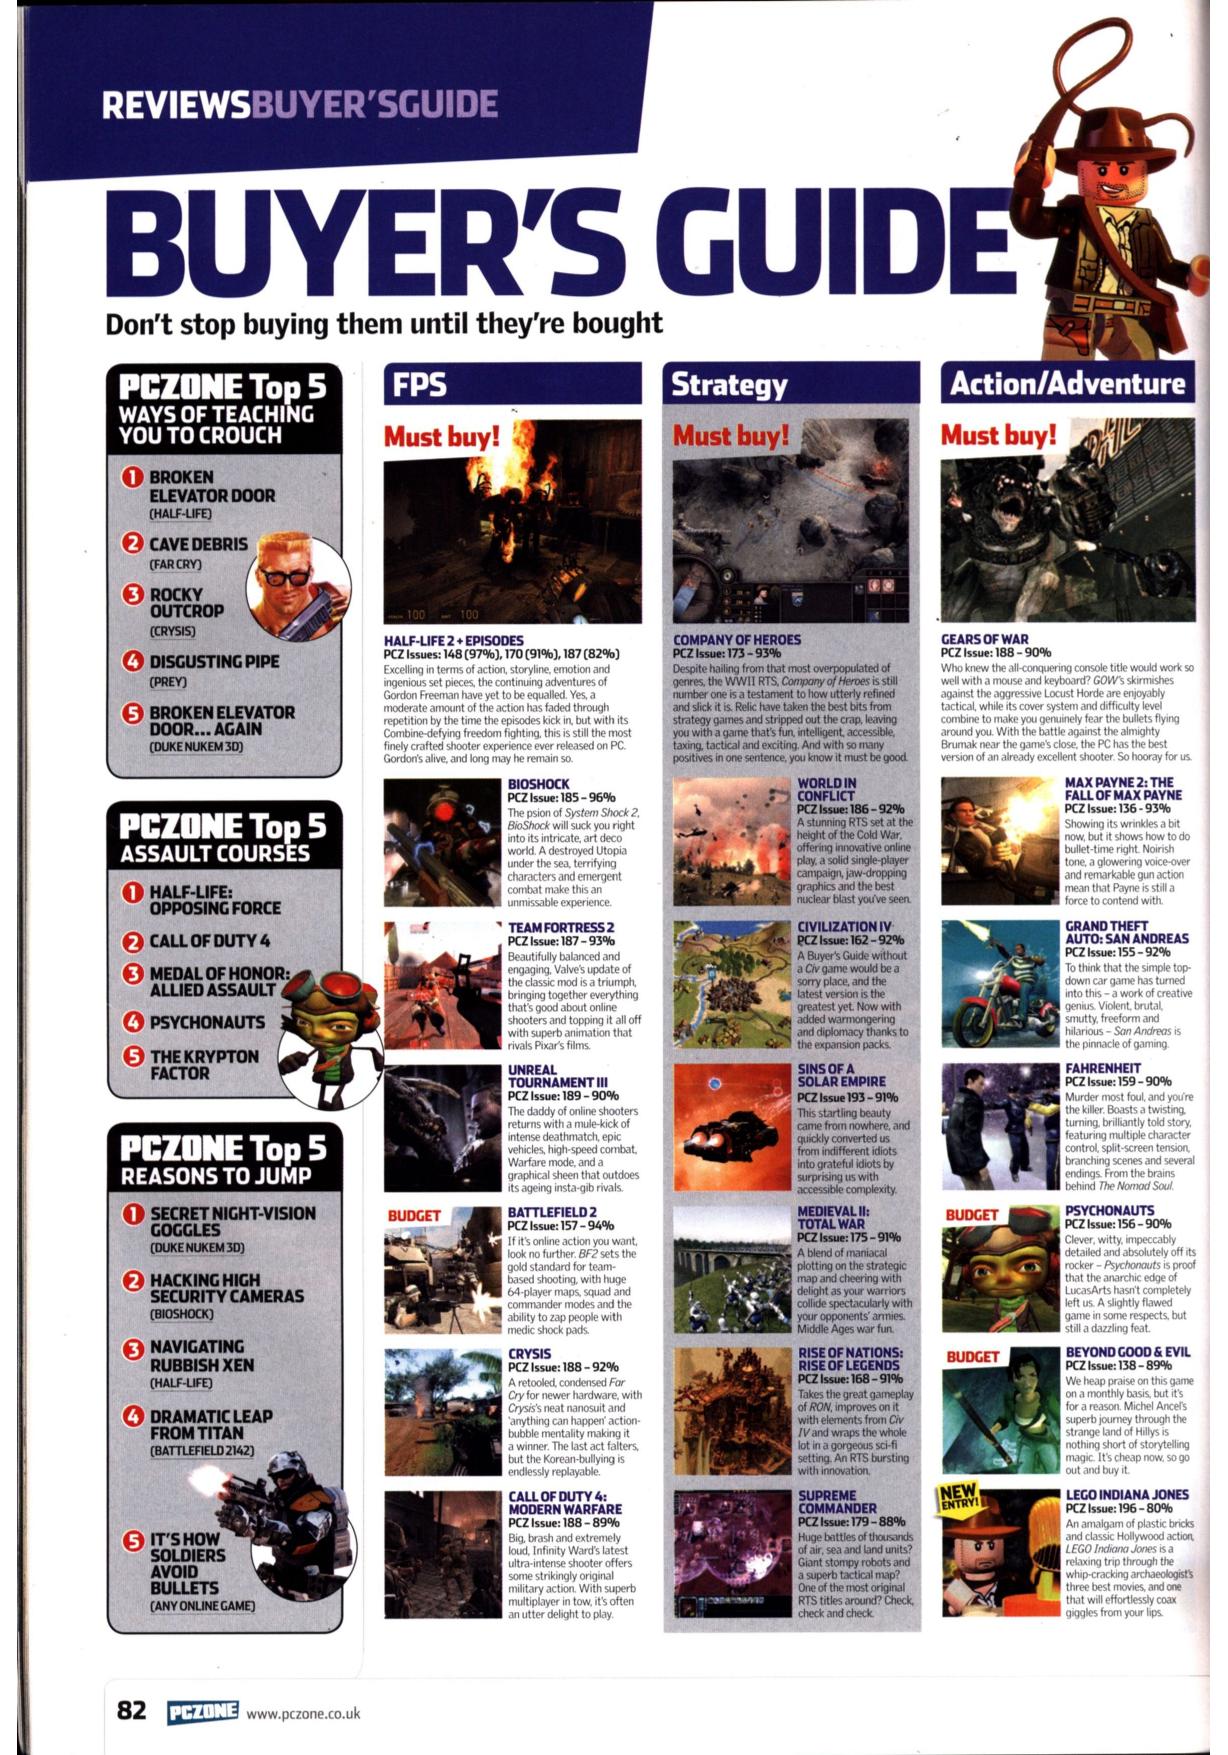 REVIEWSBUYER'SGUIDE
BUYER'S GUIDE
Don't stop buying them until they're bought
PCZONE Top 5
WAYS OF TEACHING
YOU TO CROUCH
1 BROKEN
ELEVATOR DOOR
(HALF-LIFE)
2 CAVE DEBRIS
(FAR CRY)
3 ROCKY
OUTCROP
(CRYSIS)
4 DISGUSTING PIPE
(PREY)
5 BROKEN ELEVATOR
DOOR... AGAIN
(DUKE NUKEM 3D)
PCZONE Top 5
ASSAULT COURSES
1 HALF-LIFE:
OPPOSING FORCE
2 CALL OF DUTY 4
3 MEDAL OF HONOR:
ALLIED ASSAULT
4 PSYCHONAUTS
5 THE KRYPTON
FACTOR
PCZONE Top 5
REASONS TO JUMP
1 SECRET NIGHT-VISION
GOGGLES
(DUKE NUKEM 3D)
2 HACKING HIGH
SECURITY CAMERAS
(BIOSHOCK)
3 NAVIGATING
RUBBISH XEN
(HALF-LIFE)
4 DRAMATIC LEAP
FROM TITAN
(BATTLEFIELD 2142)
5 IT'S HOW
SOLDIERS
AVOID
BULLETS
(ANY ONLINE GAME)
FPS
Must buy!
100 100
HALF-LIFE 2 + EPISODES
PCZ Issues: 148 (97%), 170 (91%), 187 (82%)
Excelling in terms of action, storyline, emotion and
ingenious set pieces, the continuing adventures of
Gordon Freeman have yet to be equalled. Yes, a
moderate amount of the action has faded through
repetition by the time the episodes kick in, but with its
Combine-defying freedom fighting, this is still the most
finely crafted shooter experience ever released on PC.
Gordon's alive, and long may he remain so.
BIOSHOCK
PCZ Issue: 185 – 96%
The psion of System Shock 2,
BioShock will suck you right
into its intricate, art deco
world. A destroyed Utopia
under the sea, terrifying
characters and emergent
combat make this an
unmissable experience.
TEAM FORTRESS 2
PCZ Issue: 187 – 93%
Beautifully balanced and
engaging, Valve's update of
the classic mod is a triumph,
bringing together everything
that's good about online
shooters and topping it all off
with superb animation that
rivals Pixar's films.
UNREAL
TOURNAMENT III
PCZ Issue: 189 – 90%
The daddy of online shooters
returns with a mule-kick of
intense deathmatch, epic
vehicles, high-speed combat,
Warfare mode, and a
graphical sheen that outdoes
its ageing insta-gib rivals.
BUDGET
BATTLEFIELD 2
PCZ Issue: 157 – 94%
If it's online action you want,
look no further. BF2 sets the
gold standard for team-
based shooting, with huge
64-player maps, squad and
commander modes and the
ability to zap people with
medic shock pads.
CRYSIS
PCZ Issue: 188 – 92%
A retooled, condensed Far
Cry for newer hardware, with
Crysis's neat nanosuit and
'anything can happen' action-
bubble mentality making it
a winner. The last act falters,
but the Korean-bullying is
endlessly replayable.
CALL OF DUTY 4:
MODERN WARFARE
PCZ Issue: 188 – 89%
Big, brash and extremely
loud, Infinity Ward's latest
ultra-intense shooter offers
some strikingly original
military action. With superb
multiplayer in tow, it's often
an utter delight to play.
Strategy
Must buy!
COMPANY OF HEROES
PCZ Issue: 173 – 93%
Despite hailing from that most overpopulated of
genres, the WWII RTS, Company of Heroes is still
number one is a testament to how utterly refined
and slick it is. Relic have taken the best bits from
strategy games and stripped out the crap, leaving
you with a game that's fun, intelligent, accessible,
taxing, tactical and exciting. And with so many
positives in one sentence, you know it must be good.
WORLD IN
CONFLICT
PCZ Issue: 186 – 92%
A stunning RTS set at the
height of the Cold War,
offering innovative online
play, a solid single-player
campaign, jaw-dropping
graphics and the best
nuclear blast you've seen.
CIVILIZATION IV
PCZ Issue: 162 – 92%
A Buyer's Guide without
a Civ game would be a
sorry place, and the
latest version is the
greatest yet. Now with
added warmongering
and diplomacy thanks to
the expansion packs.
SINS OF A
SOLAR EMPIRE
PCZ Issue 193 – 91%
This startling beauty
came from nowhere, and
quickly converted us
from indifferent idiots
into grateful idiots by
surprising us with
accessible complexity.
MEDIEVAL II:
TOTAL WAR
PCZ Issue: 175 – 91%
A blend of maniacal
plotting on the strategic
map and cheering with
delight as your warriors
collide spectacularly with
your opponents' armies.
Middle Ages war fun.
RISE OF NATIONS:
RISE OF LEGENDS
PCZ Issue: 168 – 91%
Takes the great gameplay
of RON, improves on it
with elements from Civ
IV and wraps the whole
lot in a gorgeous sci-fi
setting. An RTS bursting
with innovation.
SUPREME
COMMANDER
PCZ Issue: 179 – 88%
Huge battles of thousands
of air, sea and land units?
Giant stompy robots and
a superb tactical map?
One of the most original
RTS titles around? Check,
check and check.
Action/Adventure
Must buy!
GEARS OF WAR
PCZ Issue: 188 – 90%
Who knew the all-conquering console title would work so
well with a mouse and keyboard? GOW's skirmishes
against the aggressive Locust Horde are enjoyably
tactical, while its cover system and difficulty level
combine to make you genuinely fear the bullets flying
around you. With the battle against the almighty
Brumak near the game's close, the PC has the best
version of an already excellent shooter. So hooray for us.
MAX PAYNE 2: THE
FALL OF MAX PAYNE
PCZ Issue: 136 - 93%
Showing its wrinkles a bit
now, but it shows how to do
bullet-time right. Noirish
tone, a glowering voice-over
and remarkable gun action
mean that Payne is still a
force to contend with.
GRAND THEFT
AUTO: SAN ANDREAS
PCZ Issue: 155 – 92%
To think that the simple top-
down car game has turned
into this – a work of creative
genius. Violent, brutal,
smutty, freeform and
hilarious – San Andreas is
the pinnacle of gaming.
FAHRENHEIT
PCZ Issue: 159 – 90%
Murder most foul, and you're
the killer. Boasts a twisting,
turning, brilliantly told story,
featuring multiple character
control, split-screen tension,
branching scenes and several
endings. From the brains
behind The Nomad Soul.
BUDGET
PSYCHONAUTS
PCZ Issue: 156 – 90%
Clever, witty, impeccably
detailed and absolutely off its
rocker – Psychonauts is proof
that the anarchic edge of
LucasArts hasn't completely
left us. A slightly flawed
game in some respects, but
still a dazzling feat.
BUDGET
BEYOND GOOD & EVIL
PCZ Issue: 138 – 89%
We heap praise on this game
on a monthly basis, but it's
for a reason. Michel Ancel's
superb journey through the
strange land of Hillys is
nothing short of storytelling
magic. It's cheap now, so go
out and buy it.
NEW
ENTRY!
LEGO INDIANA JONES
PCZ Issue: 196 – 80%
An amalgam of plastic bricks
and classic Hollywood action,
LEGO Indiana Jones is a
relaxing trip through the
whip-cracking archaeologist's
three best movies, and one
that will effortlessly coax
giggles from your lips.
82 PCZONE www.pczone.co.uk